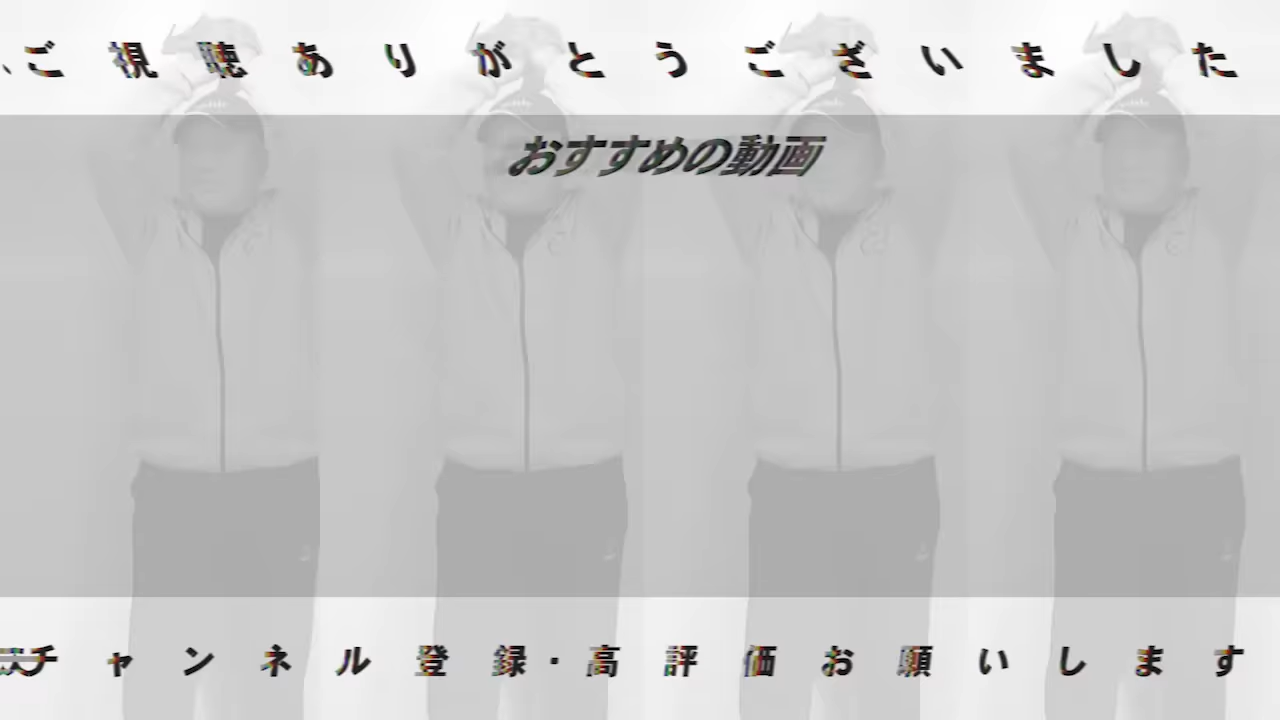 ご視聴ありがとうございました
おすすめの動画
チャンネル登録・高評価お願いします